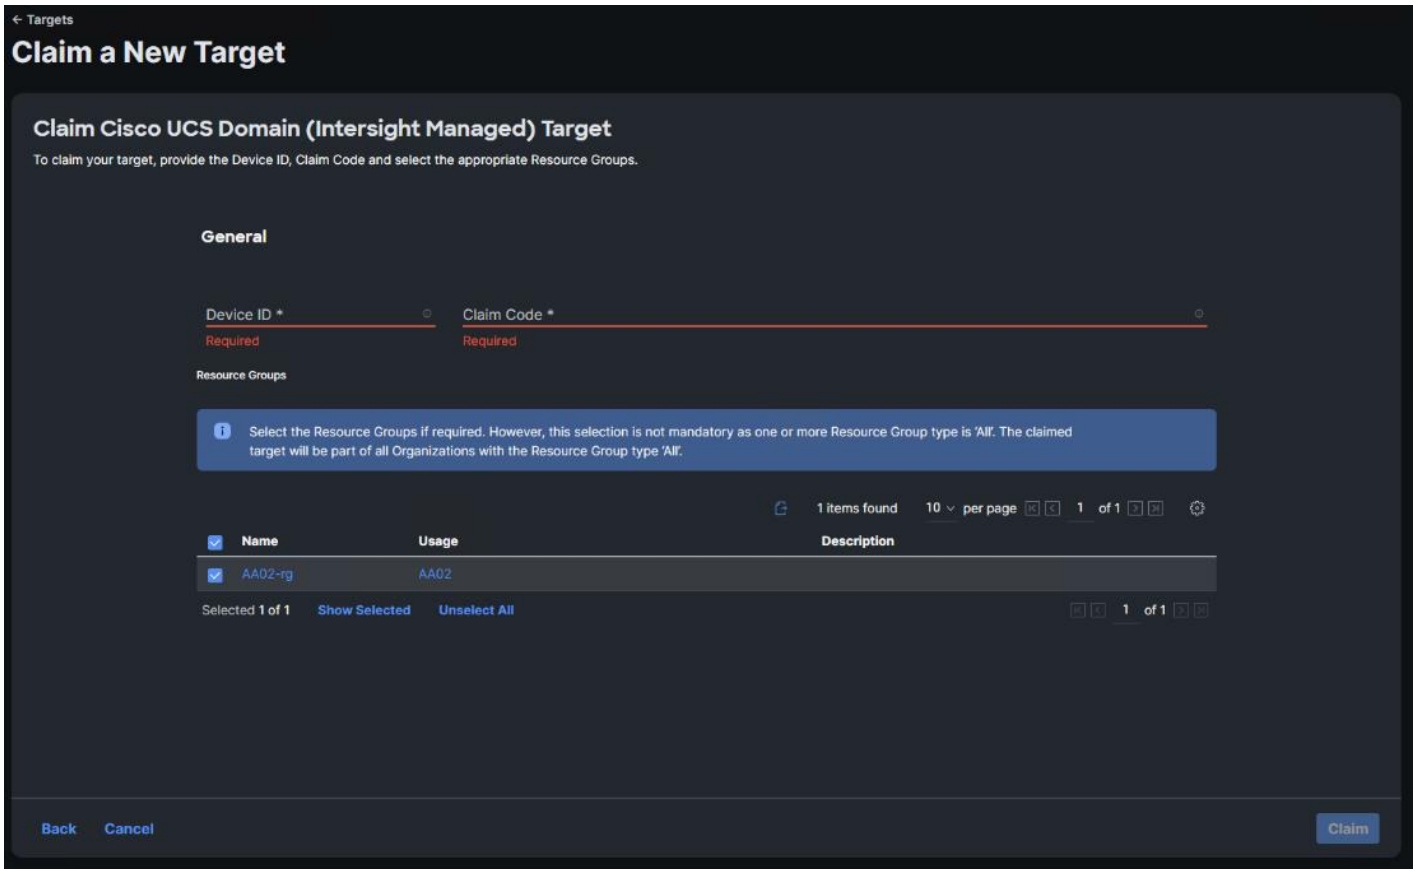 ← Targets
Claim a New Target
Claim Cisco UCS Domain (Intersight Managed) Target
To claim your target, provide the Device ID, Claim Code and select the appropriate Resource Groups.
General
Device ID * Claim Code *
Required Required
Resource Groups
Select the Resource Groups if required. However, this selection is not mandatory as one or more Resource Group type is ‘All’. The claimed
target will be part of all Organizations with the Resource Group type ‘All’.
1 items found 10 per page 1 of 1
Name Usage Description
AA02-rg AA02
Selected 1 of 1 Show Selected Unselect All 1 of 1
Back Cancel Claim